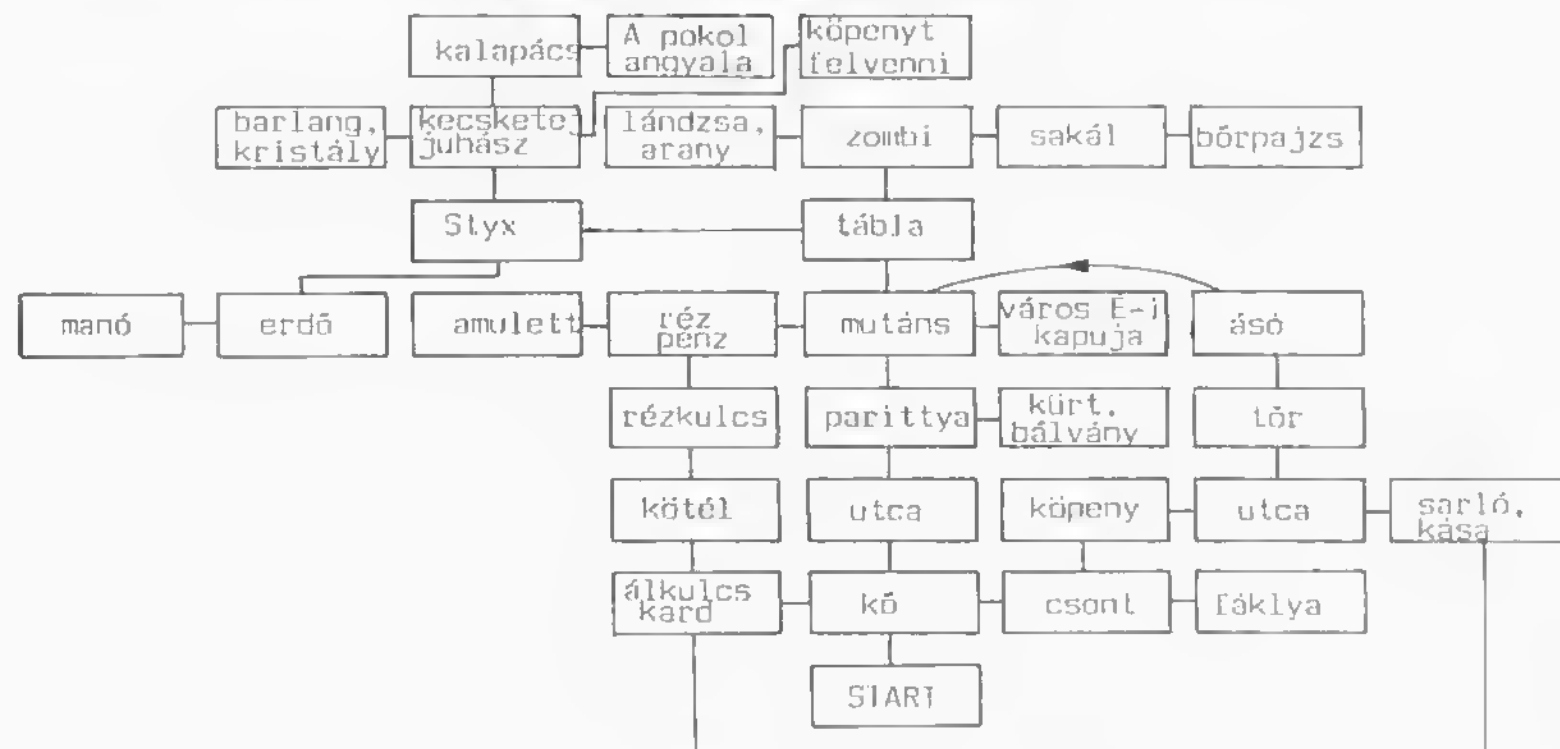 kalapács
A pokol
angyala
köpenyt
felvenni
barlang,
kristály
kecsketej
juhász
lándzsa,
arany
zombi
sakál
bőrpajzs
Styx
tábla
manó
erdő
amulett
réz
pénz
mutáns
város É-i
kapuja
ásó
rézkulcs
parittya
kürt.
bálvány
tőr
kötél
utca
köpeny
utca
sarló,
kása
álkulcs
kard
kő
csont
fáklya
START